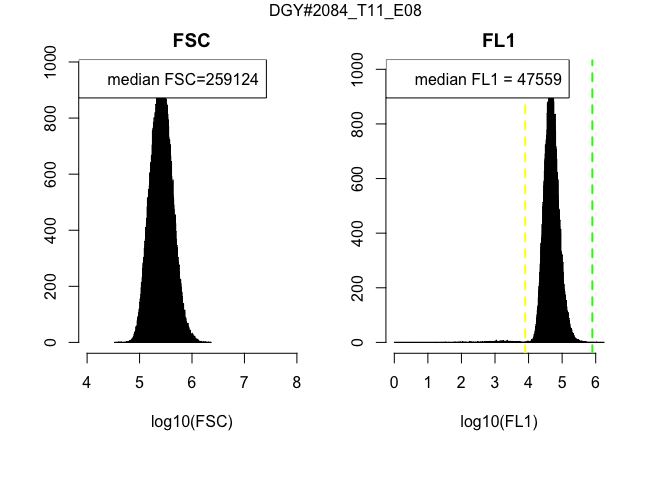 DGY#2084_T11_E08
FSC
median FSC=259124
0 200 400 600 800 1000
4 5 6 7 8
log10(FSC)
FL1
median FL1 = 47559
0 200 400 600 800 1000
0 1 2 3 4 5 6
log10(FL1)